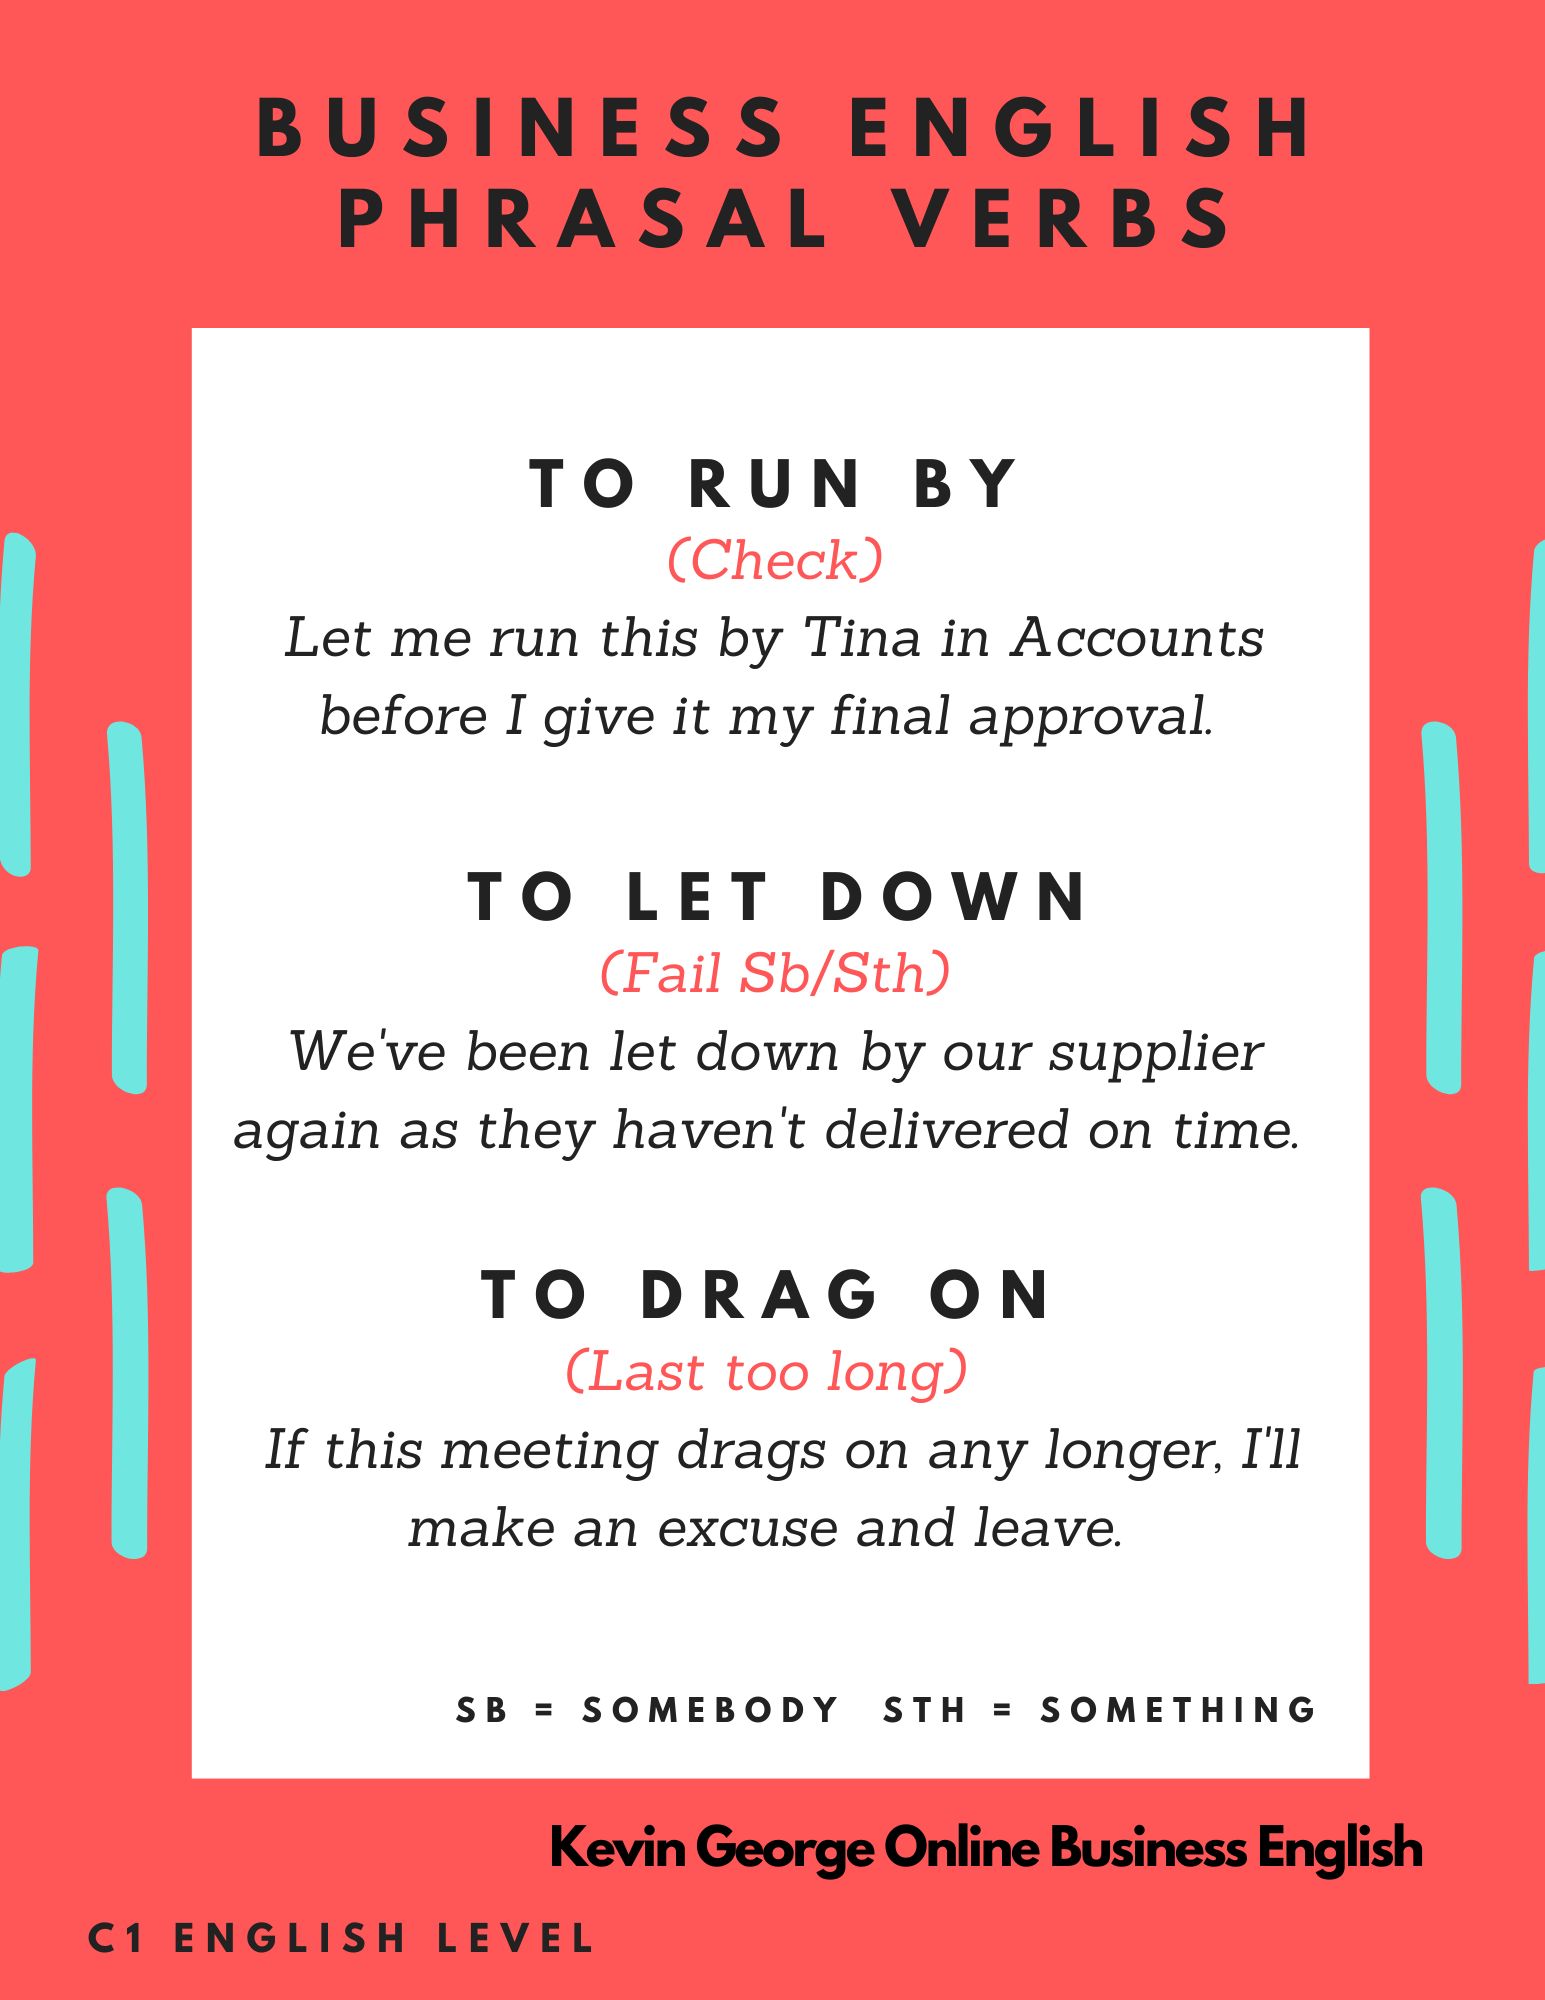 BUSINESS ENGLISH
PHRASAL VERBS
TO RUN BY
(Check)
Let me run this by Tina in Accounts
before I give it my final approval.
TO LET DOWN
(Fail Sb/Sth)
We've been let down by our supplier
again as they haven't delivered on time.
TO DRAG ON
(Last too long)
If this meeting drags on any longer, I'll
make an excuse and leave.
SB = SOMEBODY STH = SOMETHING
Kevin George Online Business English
C1 ENGLISH LEVEL